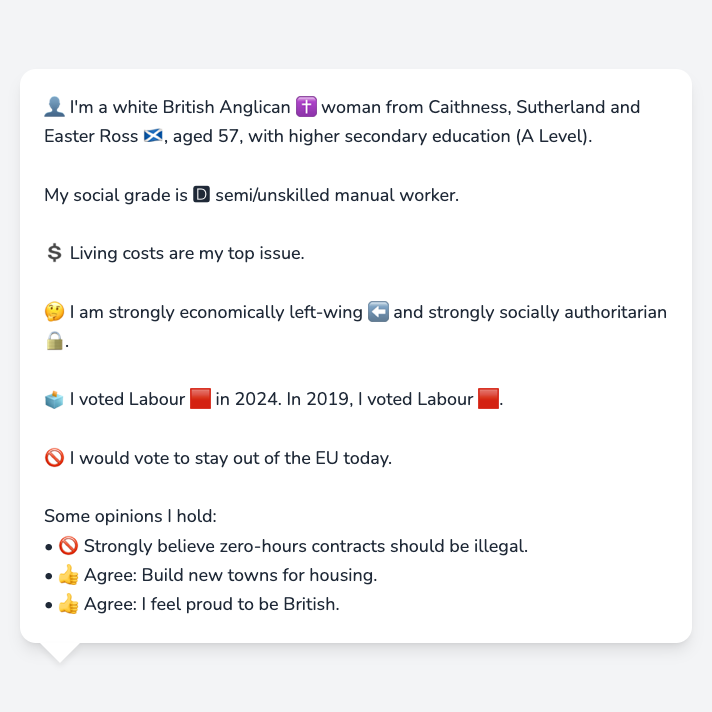 👤 I'm a white British Anglican ✝️ woman from Caithness, Sutherland and
Easter Ross 🏴󠁧󠁢󠁳󠁣󠁴󠁿, aged 57, with higher secondary education (A Level).
My social grade is 🅳 semi/unskilled manual worker.
💲 Living costs are my top issue.
🤔 I am strongly economically left-wing ⬅️ and strongly socially authoritarian
🔒.
🗳️ I voted Labour 🟥 in 2024. In 2019, I voted Labour 🟥.
🚫 I would vote to stay out of the EU today.
Some opinions I hold:
• 🚫 Strongly believe zero-hours contracts should be illegal.
• 👍 Agree: Build new towns for housing.
• 👍 Agree: I feel proud to be British.